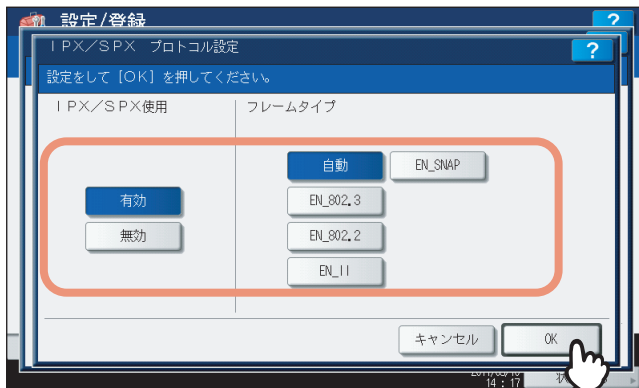 設定/登録
?
IPX/SPX プロトコル設定
?
設定をして [OK] を押してください。
IPX/SPX使用
フレームタイプ
自動
EN_SNAP
有効
EN_802.3
無効
EN_802.2
EN_II
キャンセル
OK
14:17